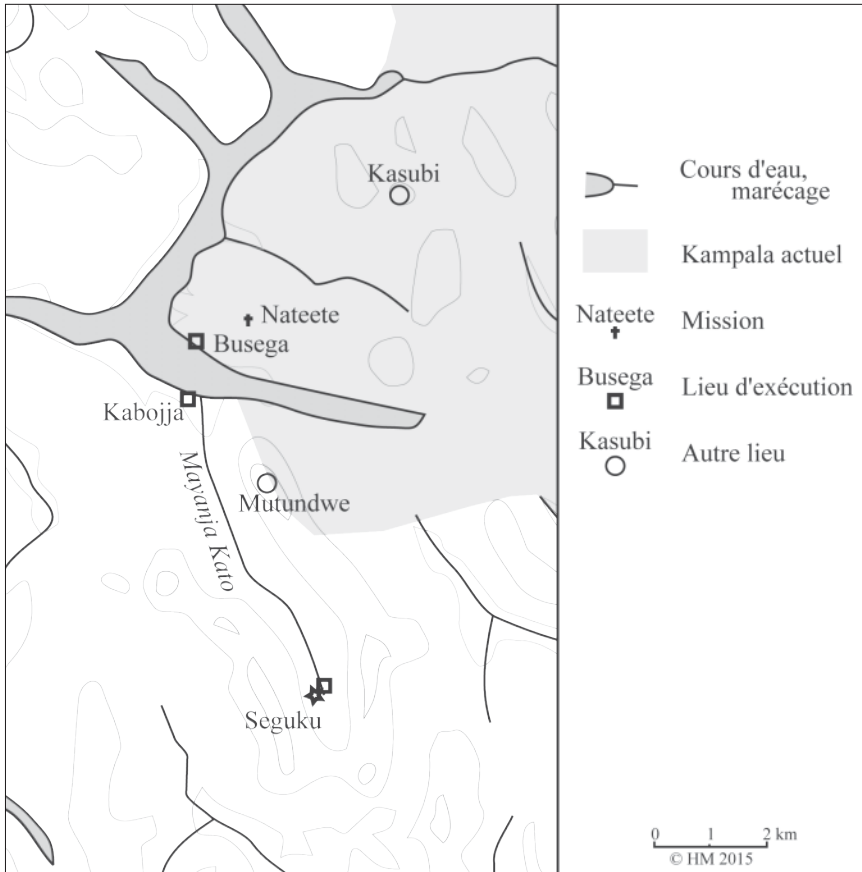 Kasubi
Nateete
Busega
Kabojja
Mutundwe
Mayanja Kato
Seguku
Cours d'eau,
marécage
Kampala actuel
Nateete
Mission
Busega
Lieu d'exécution
Kasubi
Autre lieu
0 1 2 km
© HM 2015